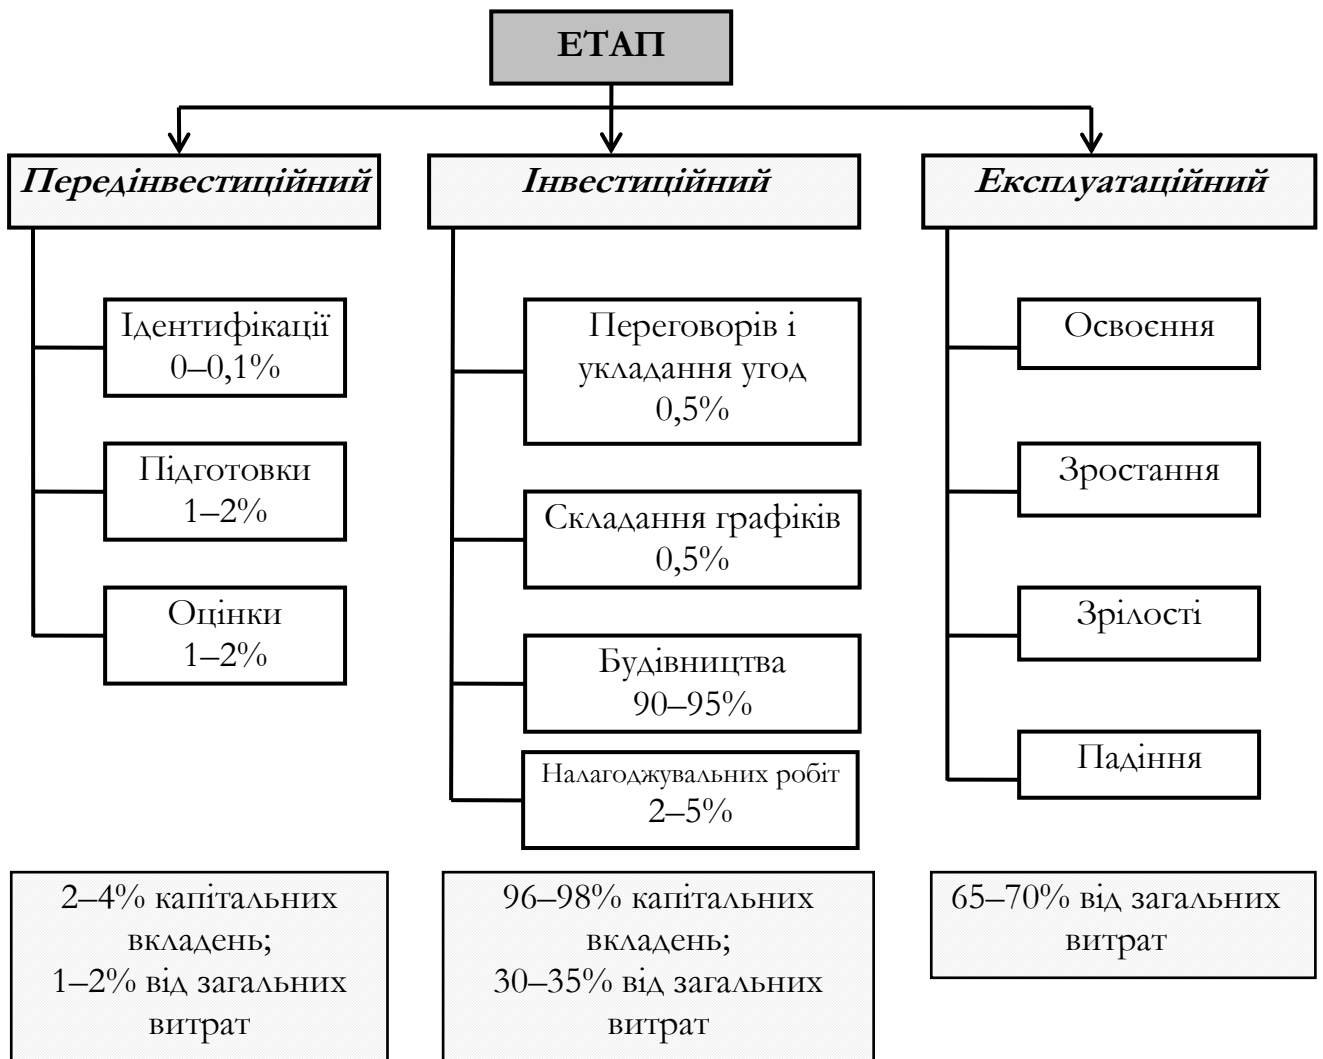 ЕТАП
Передінвестиційний
Ідентифікації
0–0,1%
Підготовки
1–2%
Оцінки
1–2%
2–4% капітальних
вкладень;
1–2% від загальних
витрат
Інвестиційний
Переговорів і
укладання угод
0,5%
Складання графіків
0,5%
Будівництва
90–95%
Налагоджувальних робіт
2–5%
96–98% капітальних
вкладень;
30–35% від загальних
витрат
Експлуатаційний
Освоєння
Зростання
Зрілості
Падіння
65–70% від загальних
витрат